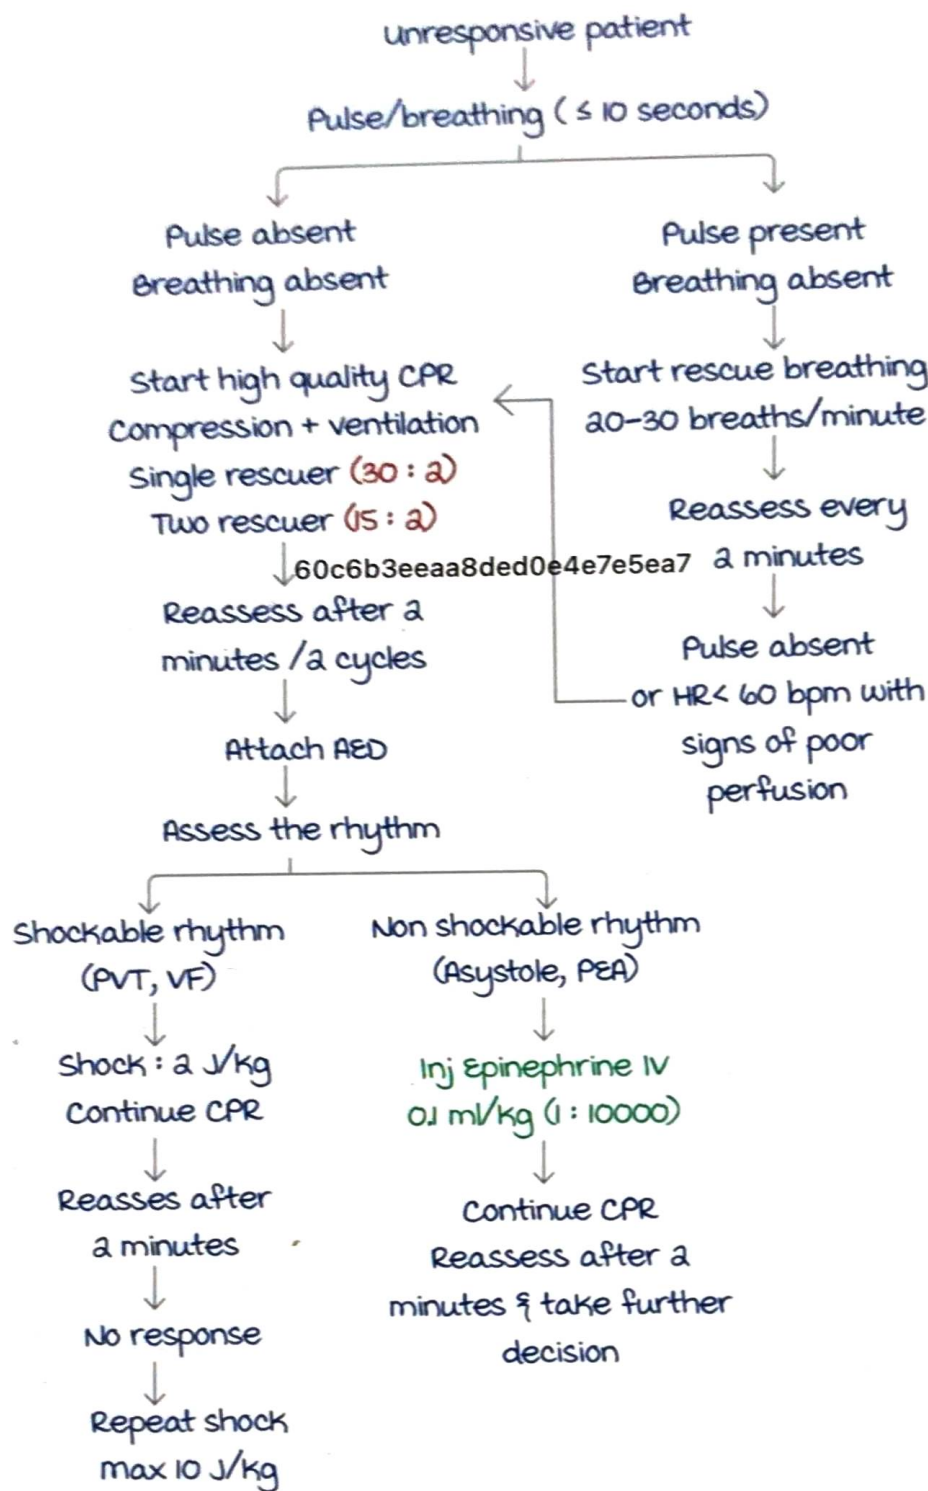 unresponsive patient
Pulse/breathing (≤ 10 seconds)
Pulse absent
Breathing absent
Start high quality CPR
Compression + ventilation
Single rescuer (30 : 2)
Two rescuer (15 : 2)
60c6b3eeaa8ded0e4e7e5ea7
Reassess after 2
minutes /2 cycles
Attach AED
Assess the rhythm
Pulse present
Breathing absent
Start rescue breathing
20-30 breaths/minute
Reassess every
2 minutes
Pulse absent
or HR< 60 bpm with
signs of poor
perfusion
Shockable rhythm
(PVT, VF)
Shock : 2 J/kg
Continue CPR
Reasses after
2 minutes
No response
Repeat shock
max 10 J/kg
Non shockable rhythm
(Asystole, PEA)
Inj Epinephrine IV
0.1 ml/kg (1 : 10000)
Continue CPR
Reassess after 2
minutes & take further
decision